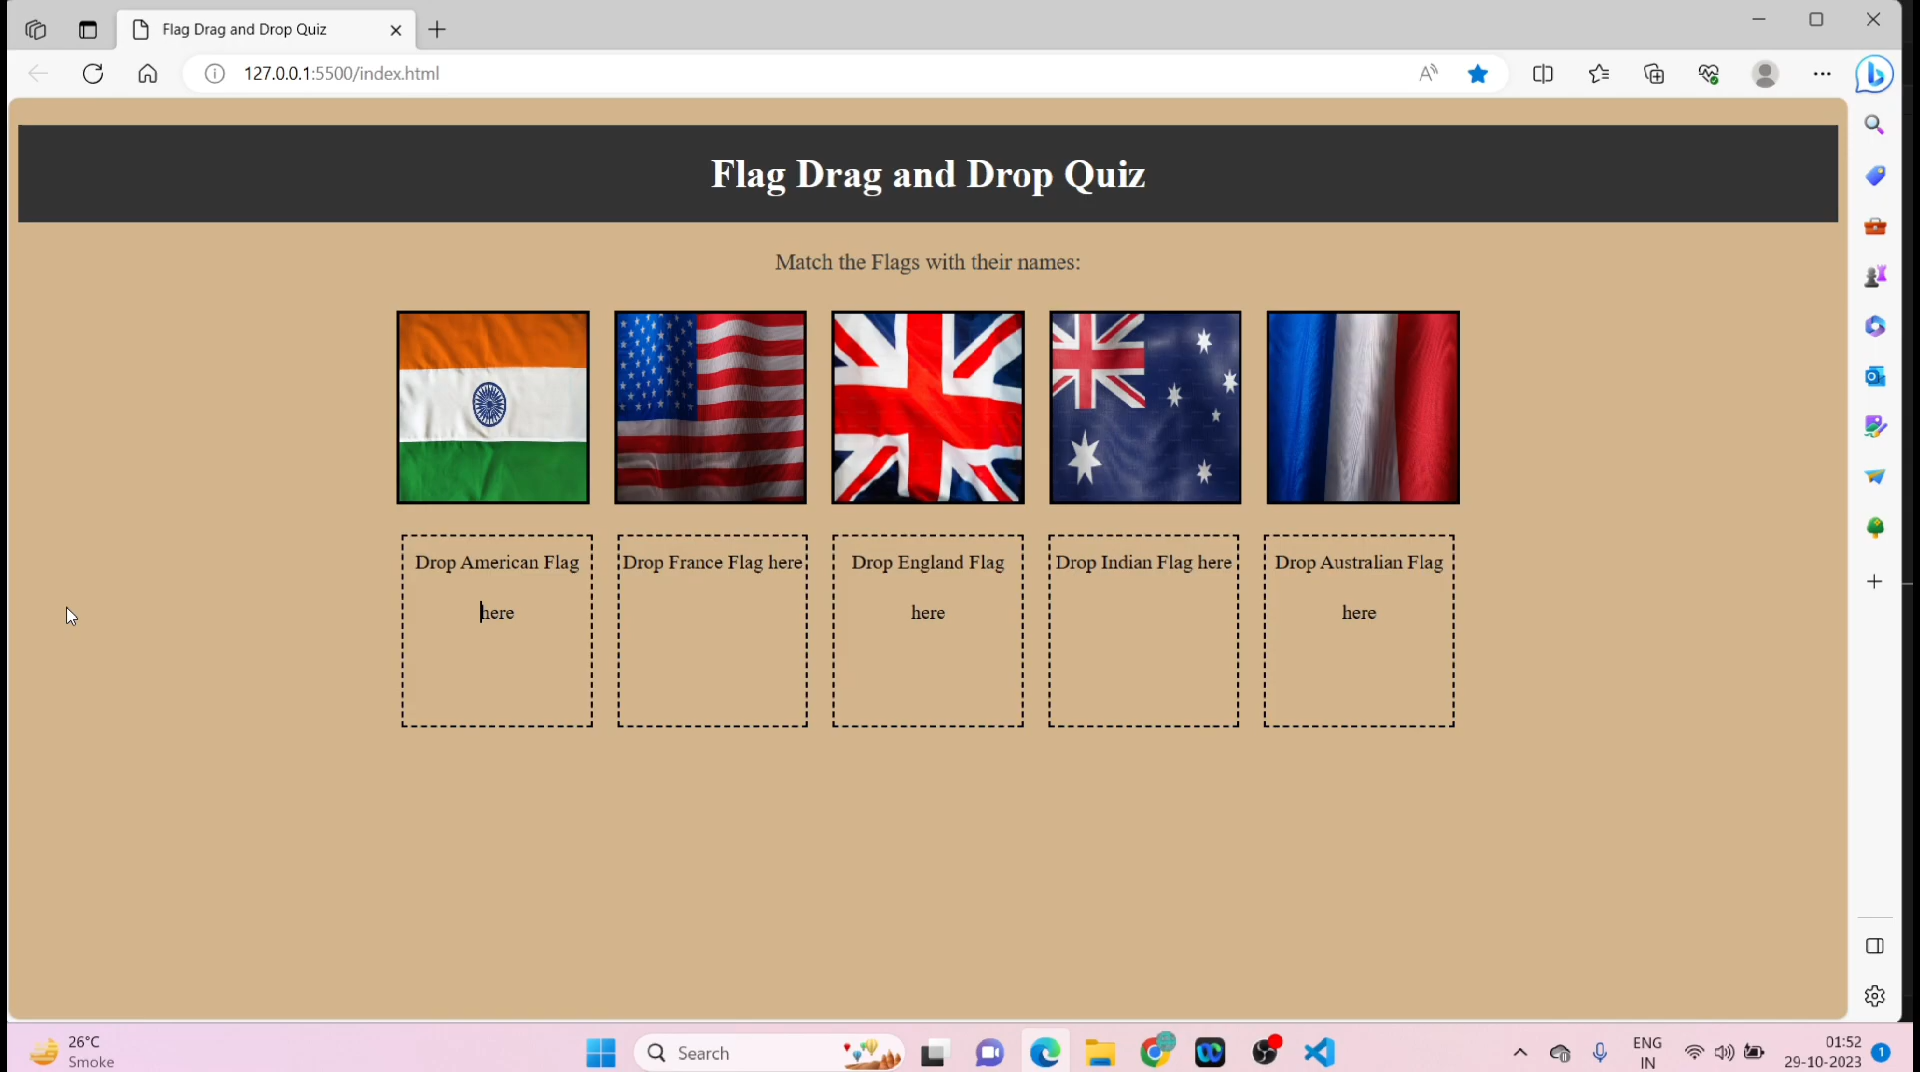 Flag Drag and Drop Quiz
127.0.0.1:5500/index.html
Flag Drag and Drop Quiz
Match the Flags with their names:
Drop American Flag
here
Drop France Flag here
Drop England Flag
here
Drop Indian Flag here
Drop Australian Flag
here
26°C
Smoke
Search
ENG
IN
01:52
29-10-2023
1